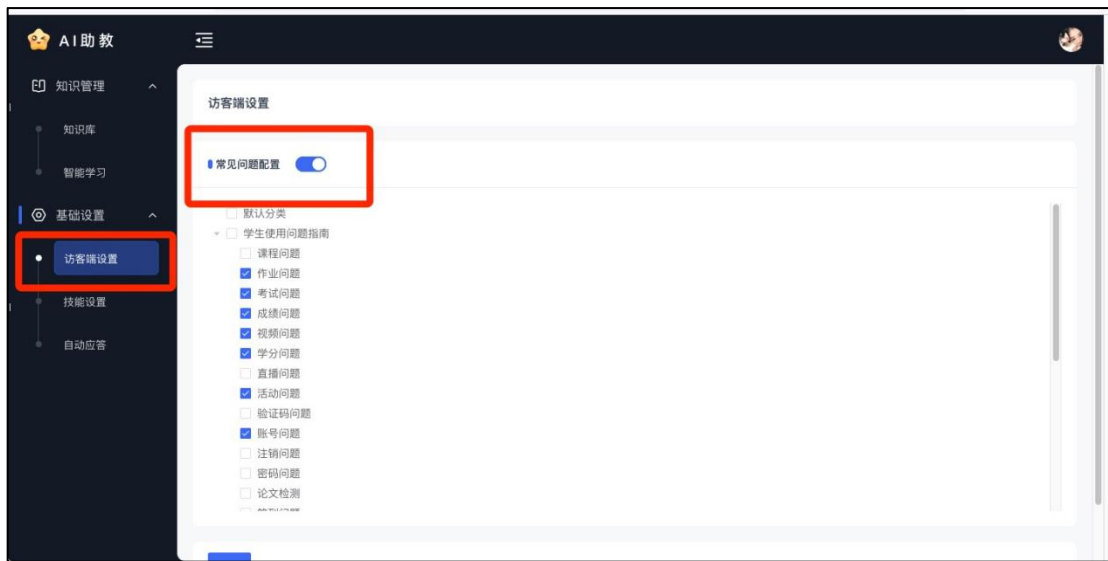 AI助教
知识管理
知识库
智能学习
基础设置
访客端设置
技能设置
自动应答
访客端设置
常见问题配置
默认分类
学生使用问题指南
课程问题
作业问题
考试问题
成绩问题
视频问题
学分问题
直播问题
活动问题
验证码问题
账号问题
注销问题
密码问题
论文检测